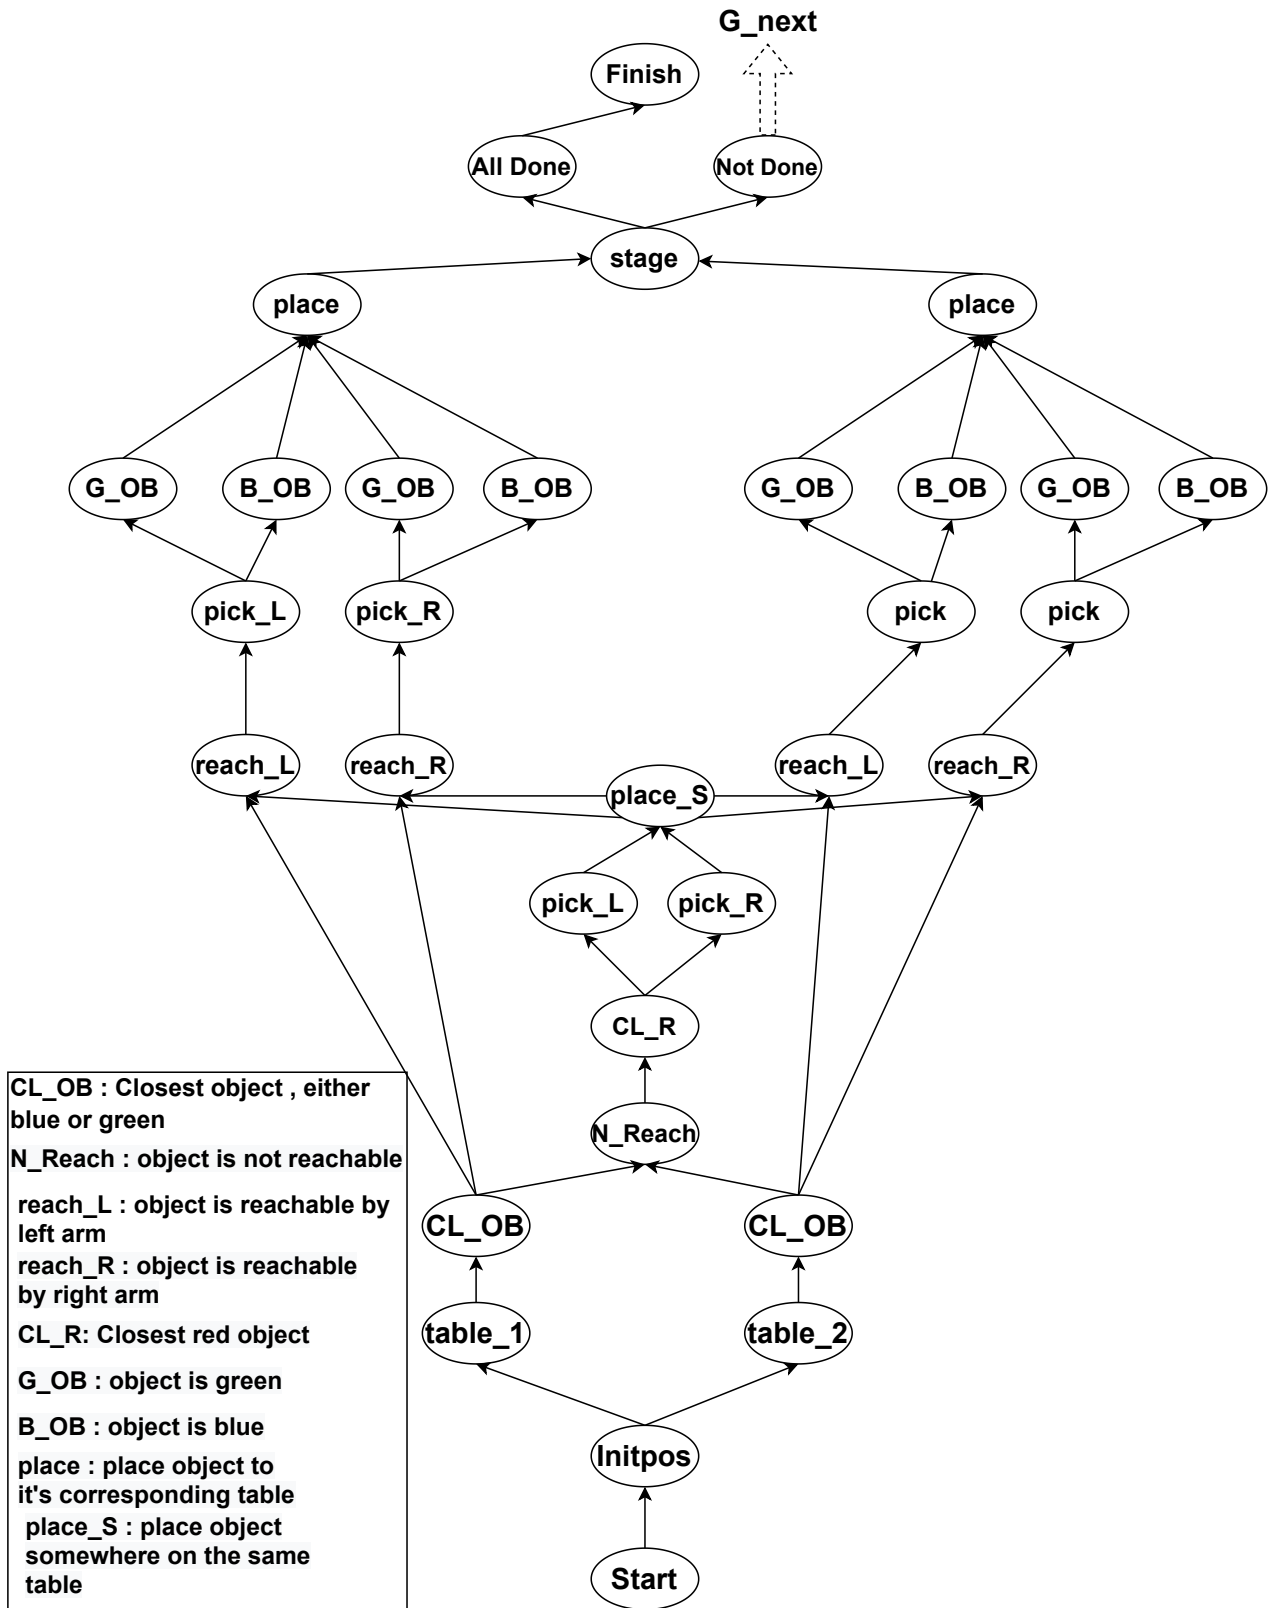 G_next
Finish
All Done
Not Done
stage
place
place
G_OB
B_OB
G_OB
B_OB
G_OB
B_OB
G_OB
B_OB
pick_L
pick_R
pick
pick
reach_L
reach_R
reach_L
reach_R
place_S
pick_L
pick_R
CL_R
N_Reach
CL_OB
CL_OB
table_1
table_2
Initpos
Start
CL_OB : Closest object , either
blue or green
N_Reach : object is not reachable
reach_L : object is reachable by
left arm
reach_R : object is reachable
by right arm
CL_R: Closest red object
G_OB : object is green
B_OB : object is blue
place : place object to
it's corresponding table
place_S : place object
somewhere on the same
table